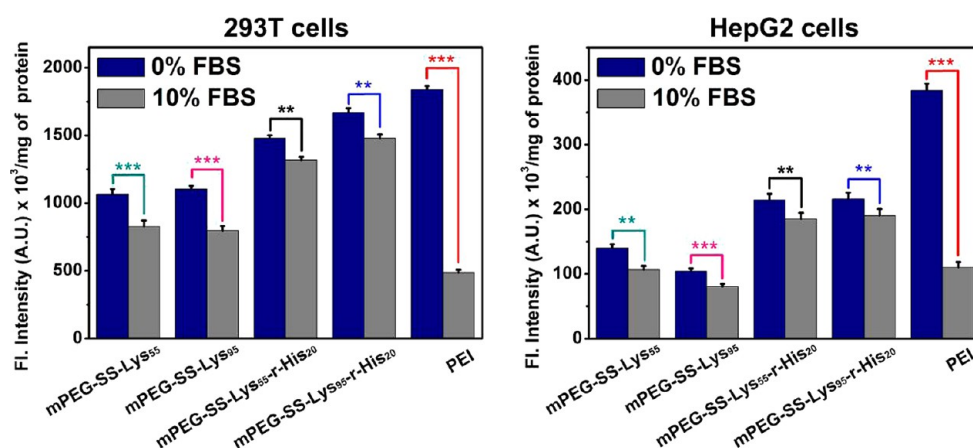 293T cells
Fl. Intensity (A.U.) x 10³/mg of protein
2000
1500
1000
500
0
0% FBS
10% FBS
***
***
**
**
***
mPEG-SS-Lys₅₅
mPEG-SS-Lys₉₅
mPEG-SS-Lys₅₅-r-His₂₀
mPEG-SS-Lys₉₅-r-His₂₀
PEI
HepG2 cells
Fl. Intensity (A.U.) x 10³/mg of protein
400
300
200
100
0
0% FBS
10% FBS
**
***
**
**
***
mPEG-SS-Lys₅₅
mPEG-SS-Lys₉₅
mPEG-SS-Lys₅₅-r-His₂₀
mPEG-SS-Lys₉₅-r-His₂₀
PEI